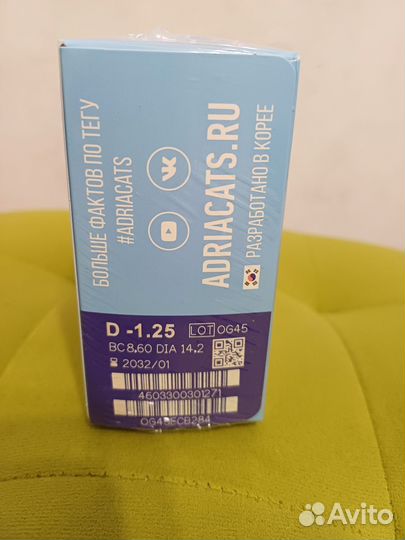 БОЛЬШЕ ФАКТОВ ПО ТЕГУ
#ADRIACATS
ADRIACATS.RU
РАЗРАБОТАНО В КОРЕЕ
D -1.25
LOT OG45
BC 8.60 DIA 14.2
2032/01
4603300301271
OG45ECB284
Avito